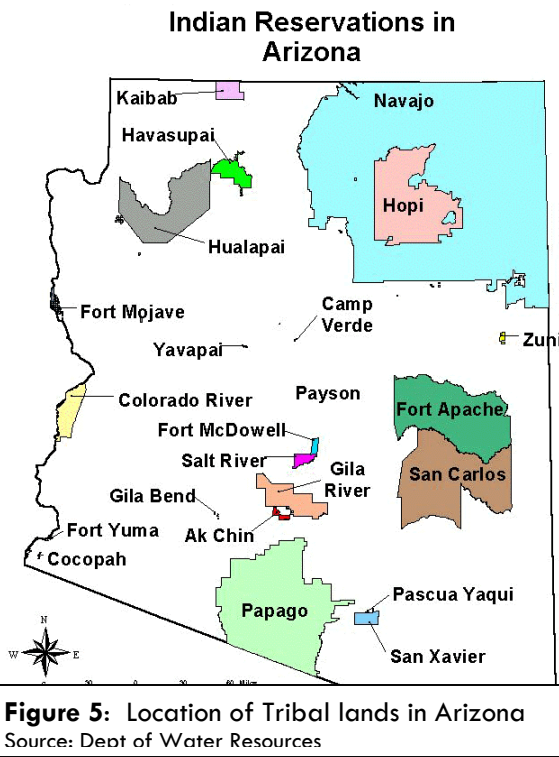 Indian Reservations in
Arizona
Kaibab
Navajo
Havasupai
Hopi
Hualapai
Fort Mojave
Camp
Verde
Yavapai
Zuni
Colorado River
Payson
Fort Apache
Fort McDowell
Salt River
Gila
River
San Carlos
Gila Bend
Ak Chin
Fort Yuma
Cocopah
Papago
Pascua Yaqui
San Xavier
N
W
E
S
Figure 5: Location of Tribal lands in Arizona
Source: Dept of Water Resources